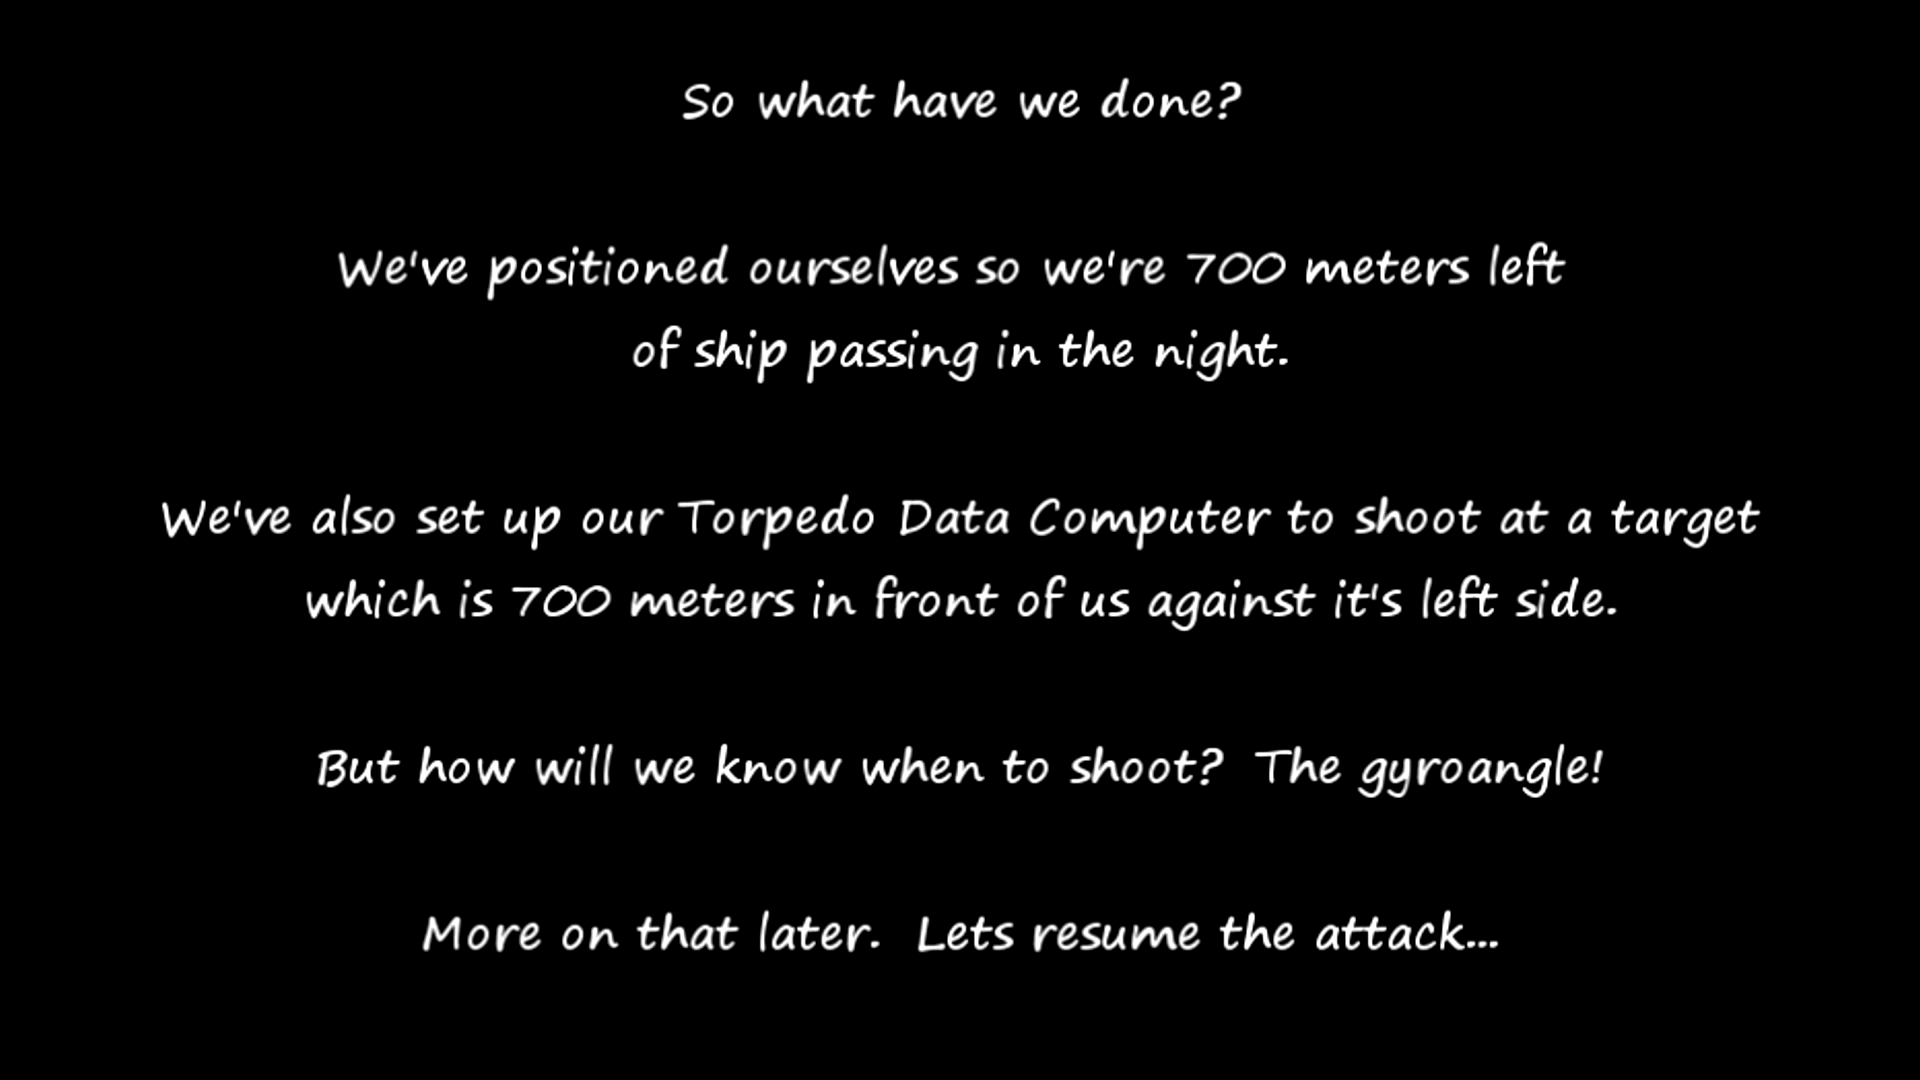 So what have we done?
We've positioned ourselves so we're 700 meters left
of ship passing in the night.
We've also set up our Torpedo Data Computer to shoot at a target
which is 700 meters in front of us against it's left side.
But how will we know when to shoot?  The gyroangle!
More on that later.  Lets resume the attack...